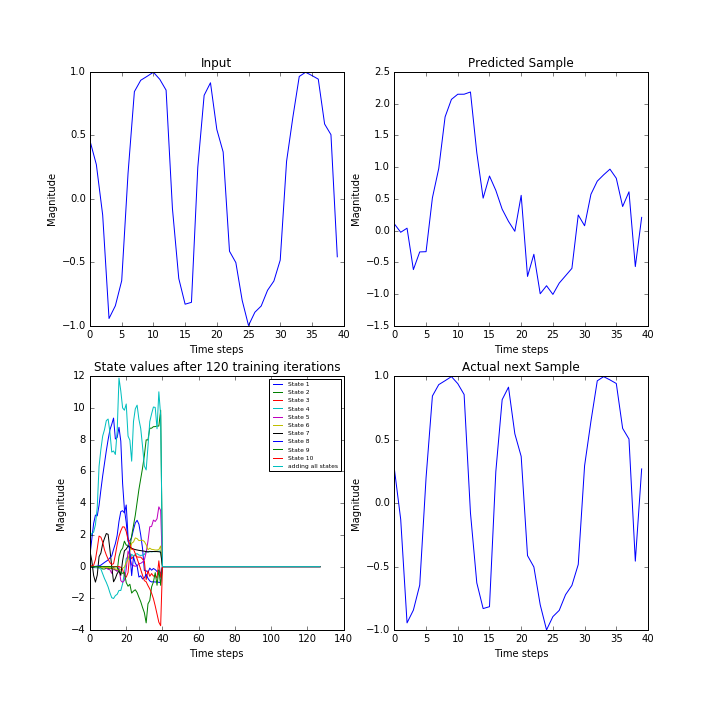 Input
Magnitude
1.0
0.5
0.0
−0.5
−1.0
0 5 10 15 20 25 30 35 40
Time steps
Predicted Sample
Magnitude
2.5
2.0
1.5
1.0
0.5
0.0
−0.5
−1.0
−1.5
0 5 10 15 20 25 30 35 40
Time steps
State values after 120 training iterations
Magnitude
12
10
8
6
4
2
0
−2
−4
0 20 40 60 80 100 120 140
Time steps
State 1
State 2
State 3
State 4
State 5
State 6
State 7
State 8
State 9
State 10
adding all states
Actual next Sample
Magnitude
1.0
0.5
0.0
−0.5
−1.0
0 5 10 15 20 25 30 35 40
Time steps